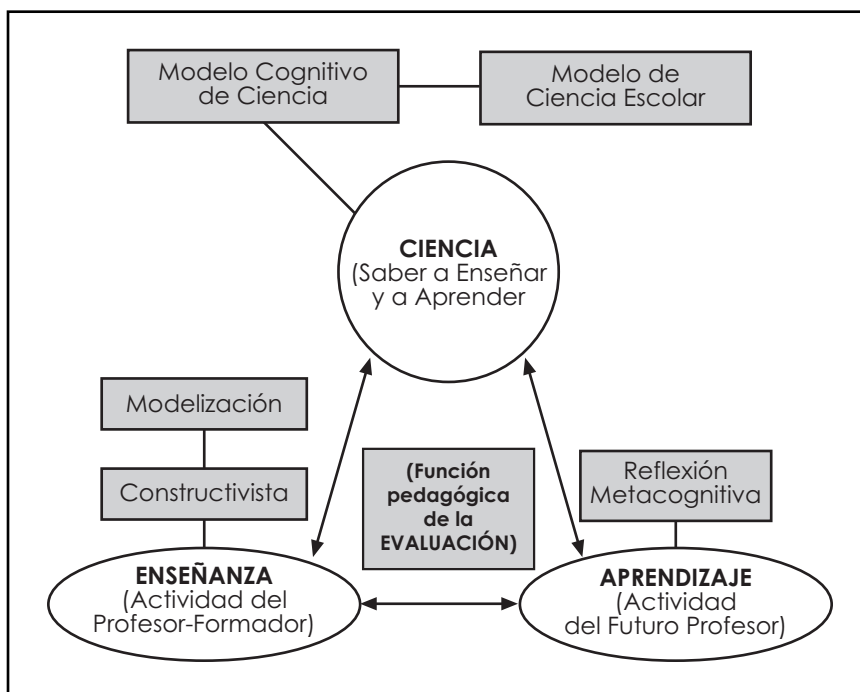 Modelo Cognitivo
de Ciencia
Modelo de
Ciencia Escolar
CIENCIA
(Saber a Enseñar
y a Aprender
Modelización
Constructivista
(Función
pedagógica
de la
EVALUACIÓN)
Reflexión
Metacognitiva
ENSEÑANZA
(Actividad del
Profesor-Formador)
APRENDIZAJE
(Actividad
del Futuro Profesor)